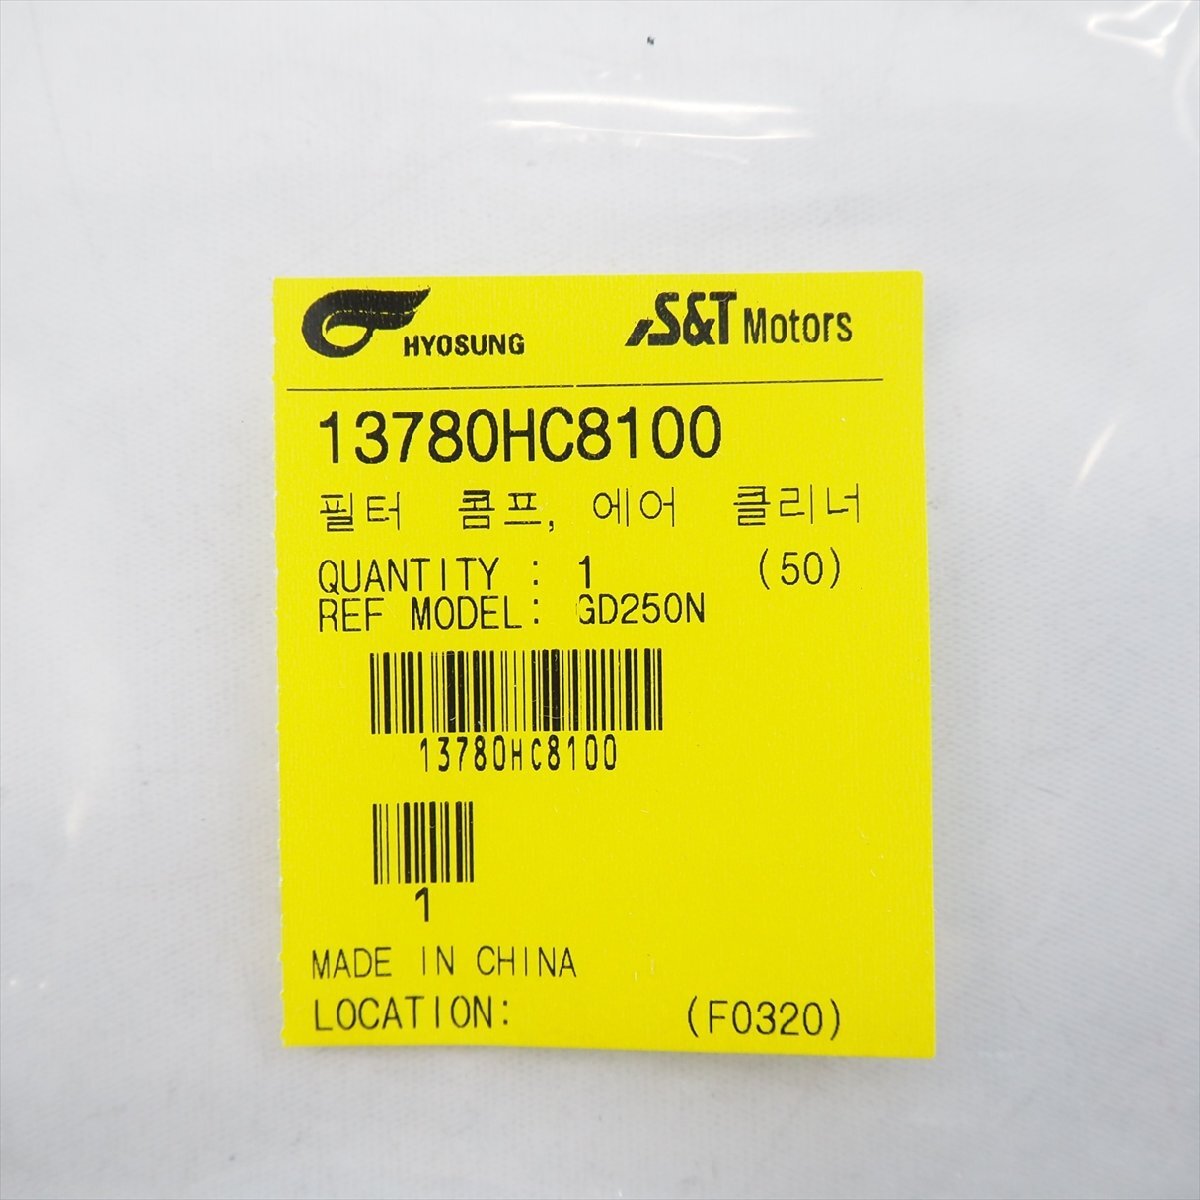 HYOSUNG S&T Motors
13780HC8100
필터 콤프, 에어 클리너
QUANTITY : 1 (50)
REF MODEL: GD250N
13780HC8100
1
MADE IN CHINA
LOCATION: (F0320)